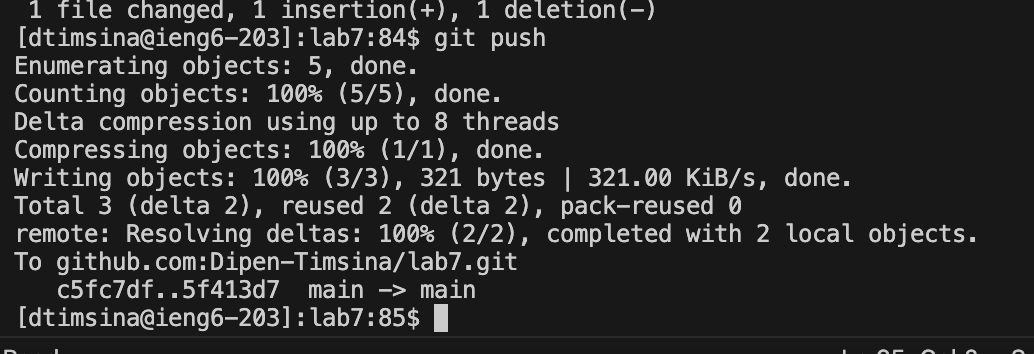 1 file changed, 1 insertion(+), 1 deletion(-)
[dtimsina@ieng6-203]:lab7:84$ git push
Enumerating objects: 5, done.
Counting objects: 100% (5/5), done.
Delta compression using up to 8 threads
Compressing objects: 100% (1/1), done.
Writing objects: 100% (3/3), 321 bytes | 321.00 KiB/s, done.
Total 3 (delta 2), reused 2 (delta 2), pack-reused 0
remote: Resolving deltas: 100% (2/2), completed with 2 local objects.
To github.com:Dipen-Timsina/lab7.git
   c5fc7df..5f413d7  main -> main
[dtimsina@ieng6-203]:lab7:85$